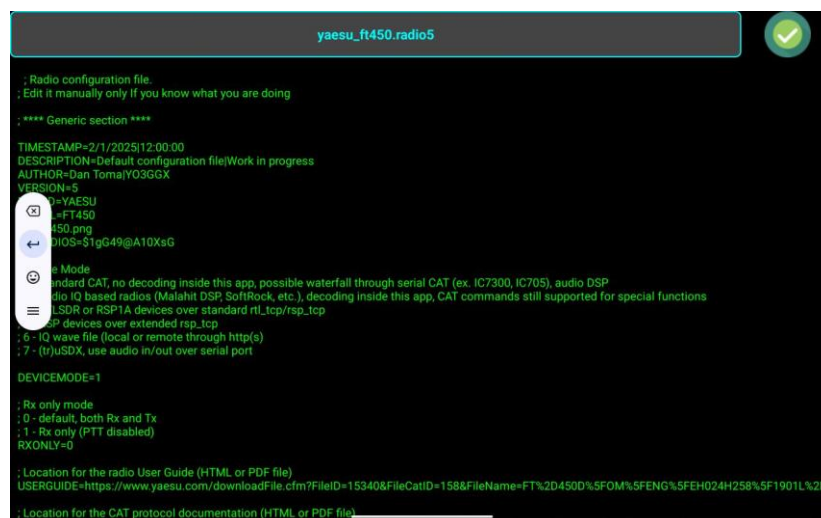 yaesu_ft450.radio5
; Radio configuration file.
; Edit it manually only If you know what you are doing
; **** Generic section ****
TIMESTAMP=2/1/2025|12:00:00
DESCRIPTION=Default configuration file|Work in progress
AUTHOR=Dan Toma|YO3GGX
VERSION=5
=YAESU
=FT450
450.png
DIOS=$1gG49@A10XsG
Mode
CAT, no decoding inside this app, possible waterfall through serial CAT (ex. IC7300, IC705), audio DSP
IQ based radios (Malahit DSP, SoftRock, etc.), decoding inside this app, CAT commands still supported for special functions
or RSP1A devices over standard rtl_tcp/rsp_tcp
devices over extended rsp_tcp
; 6 - IQ wave file (local or remote through http(s)
; 7 - (tr)uSDX, use audio in/out over serial port
DEVICEMODE=1
; Rx only mode
; 0 - default, both Rx and Tx
; 1 - Rx only (PTT disabled)
RXONLY=0
; Location for the radio User Guide (HTML or PDF file)
USERGUIDE=https://www.yaesu.com/downloadFile.cfm?FileID=15340&FileCatID=158&FileName=FT%2D450D%5FOM%5FENG%5FEH024H258%5F1901L%2
; Location for the CAT protocol documentation (HTML or PDF file)